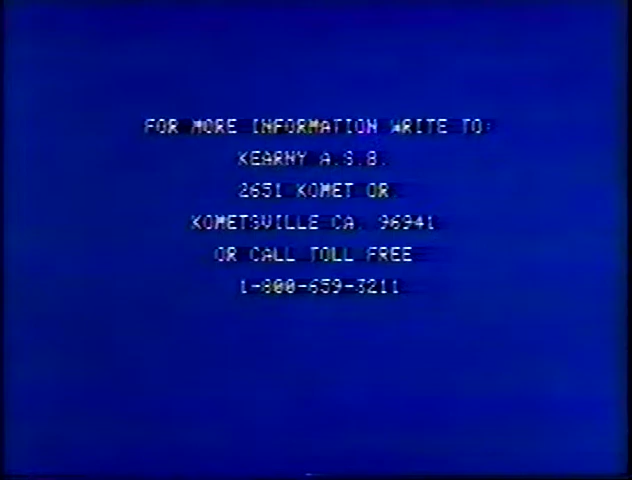 FOR MORE INFORMATION WRITE TO:
KEARNY A.S.B.
2651 KOMET DR
KOMETSVILLE CA. 96941
OR CALL TOLL FREE
1-800-659-3211